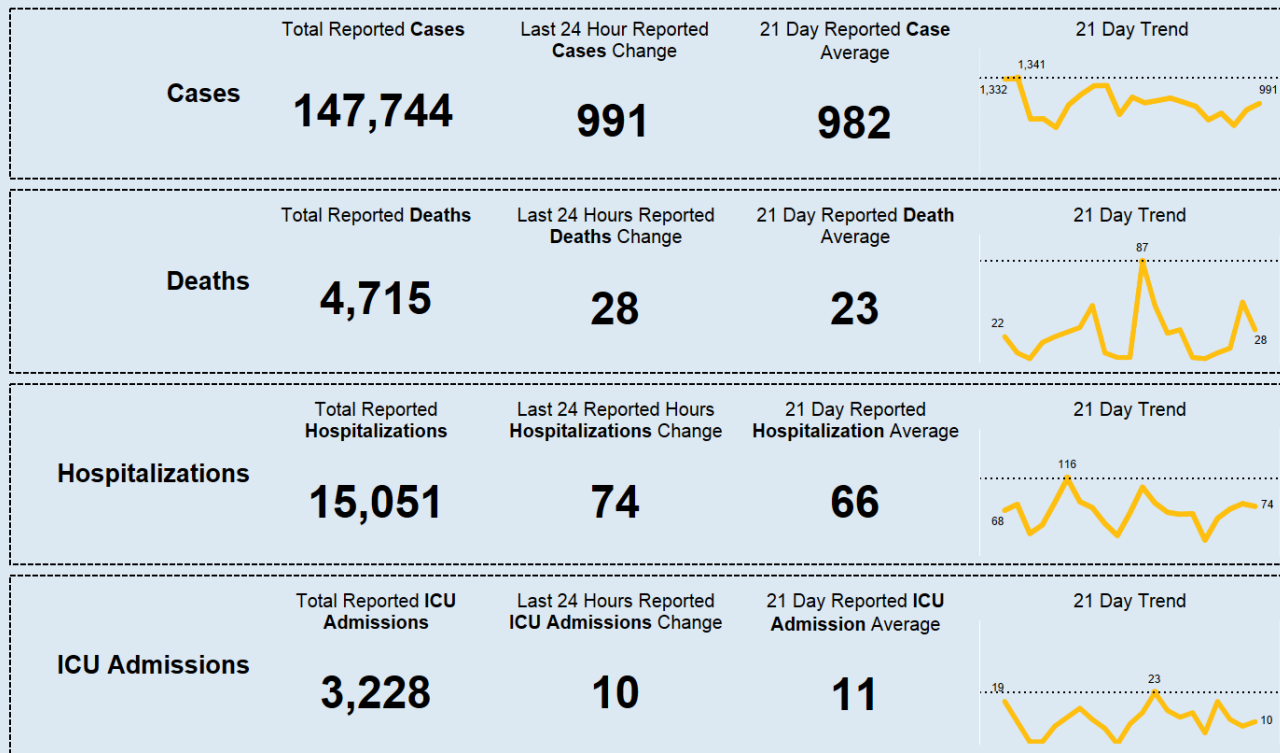 Cases
Total Reported Cases
147,744
Last 24 Hour Reported
Cases Change
991
21 Day Reported Case
Average
982
21 Day Trend
1,341
1,332
991
Deaths
Total Reported Deaths
4,715
Last 24 Hours Reported
Deaths Change
28
21 Day Reported Death
Average
23
21 Day Trend
87
22
28
Hospitalizations
Total Reported
Hospitalizations
15,051
Last 24 Reported Hours
Hospitalizations Change
74
21 Day Reported
Hospitalization Average
66
21 Day Trend
116
68
74
ICU Admissions
Total Reported ICU
Admissions
3,228
Last 24 Hours Reported
ICU Admissions Change
10
21 Day Reported ICU
Admission Average
11
21 Day Trend
23
19
10